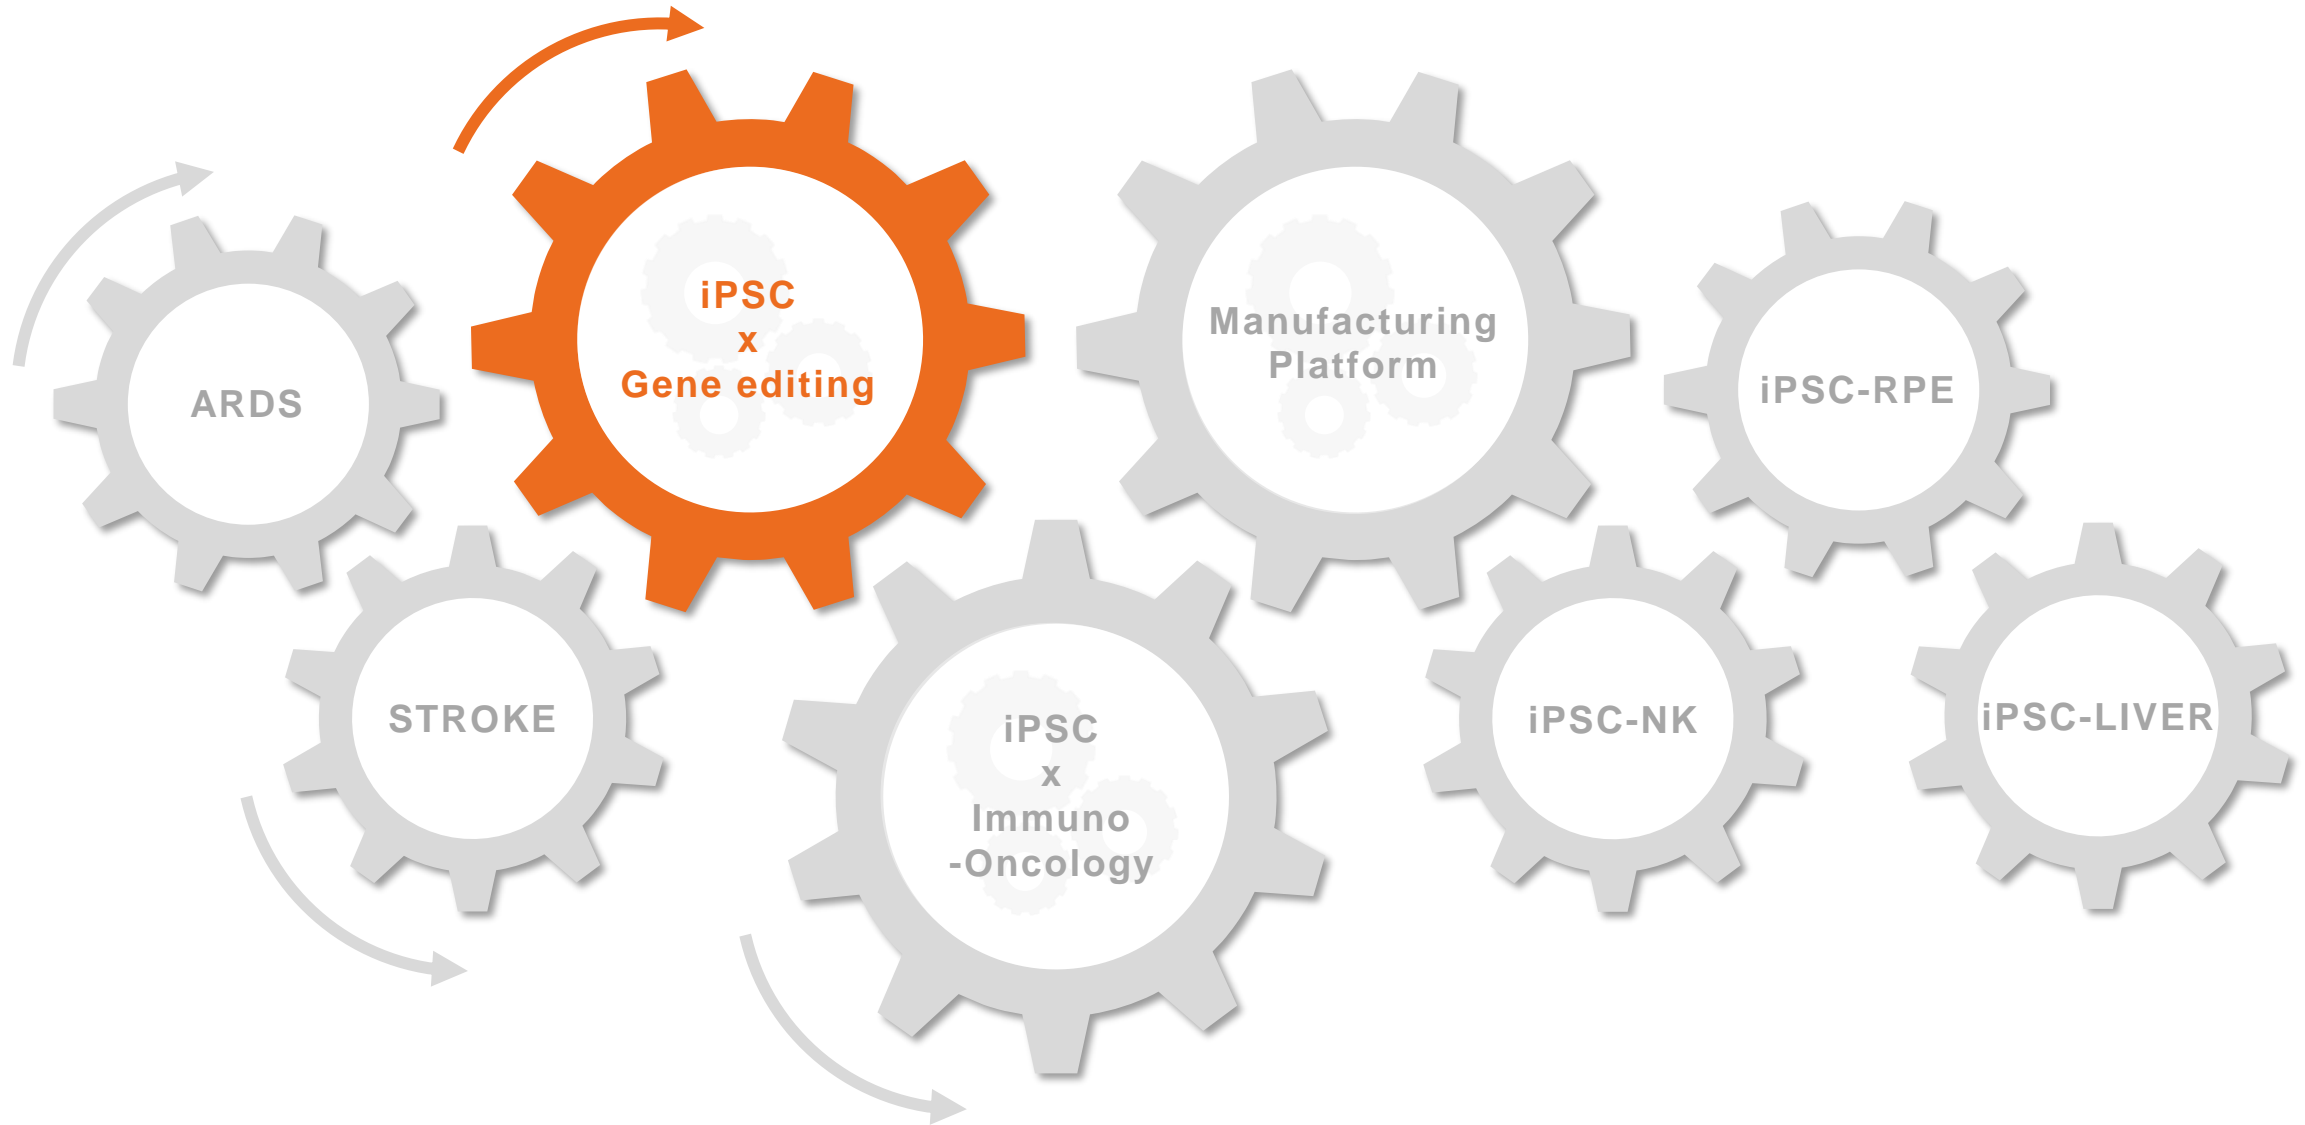 ARDS
iPSC
x
Gene editing
Manufacturing
Platform
iPSC-RPE
STROKE
iPSC
x
Immuno
-Oncology
iPSC-NK
iPSC-LIVER